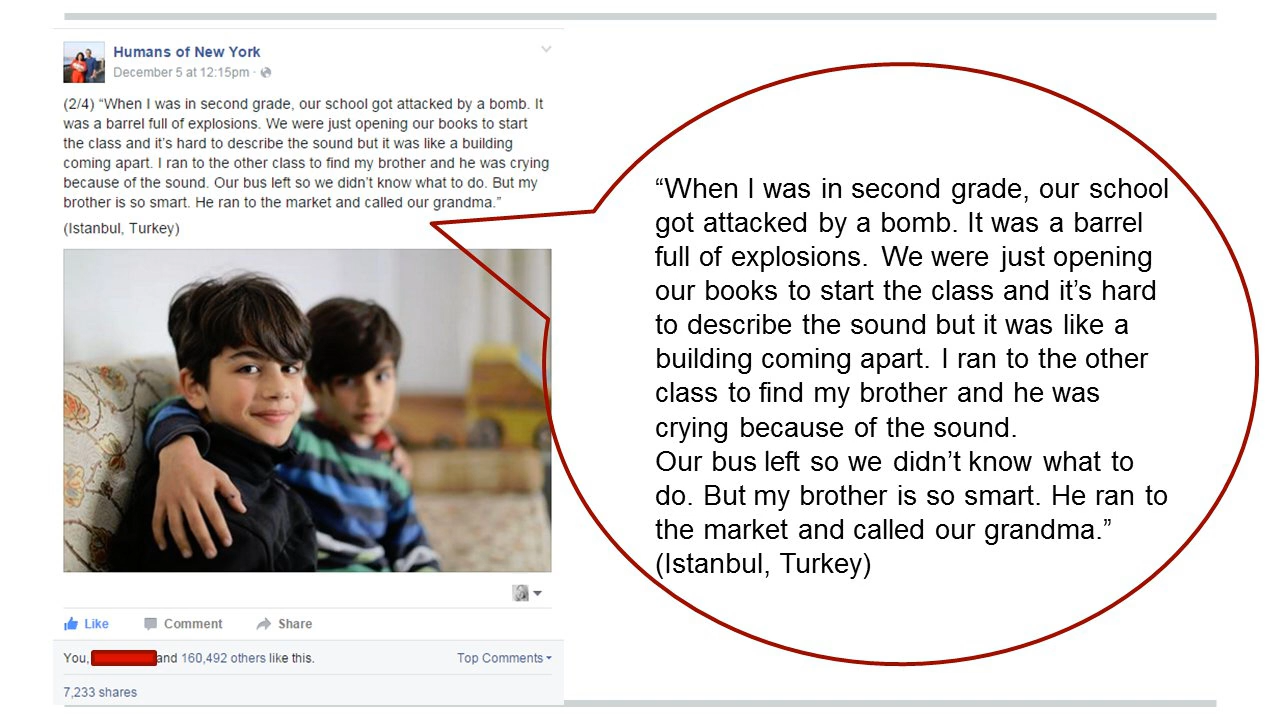 Humans of New York
December 5 at 12:15pm ·
(2/4) “When I was in second grade, our school got attacked by a bomb. It
was a barrel full of explosions. We were just opening our books to start
the class and it’s hard to describe the sound but it was like a building
coming apart. I ran to the other class to find my brother and he was crying
because of the sound. Our bus left so we didn’t know what to do. But my
brother is so smart. He ran to the market and called our grandma.”
(Istanbul, Turkey)
Like Comment Share
You, and 160,492 others like this. Top Comments
7,233 shares
“When I was in second grade, our school
got attacked by a bomb. It was a barrel
full of explosions. We were just opening
our books to start the class and it’s hard
to describe the sound but it was like a
building coming apart. I ran to the other
class to find my brother and he was
crying because of the sound.
Our bus left so we didn’t know what to
do. But my brother is so smart. He ran to
the market and called our grandma.”
(Istanbul, Turkey)